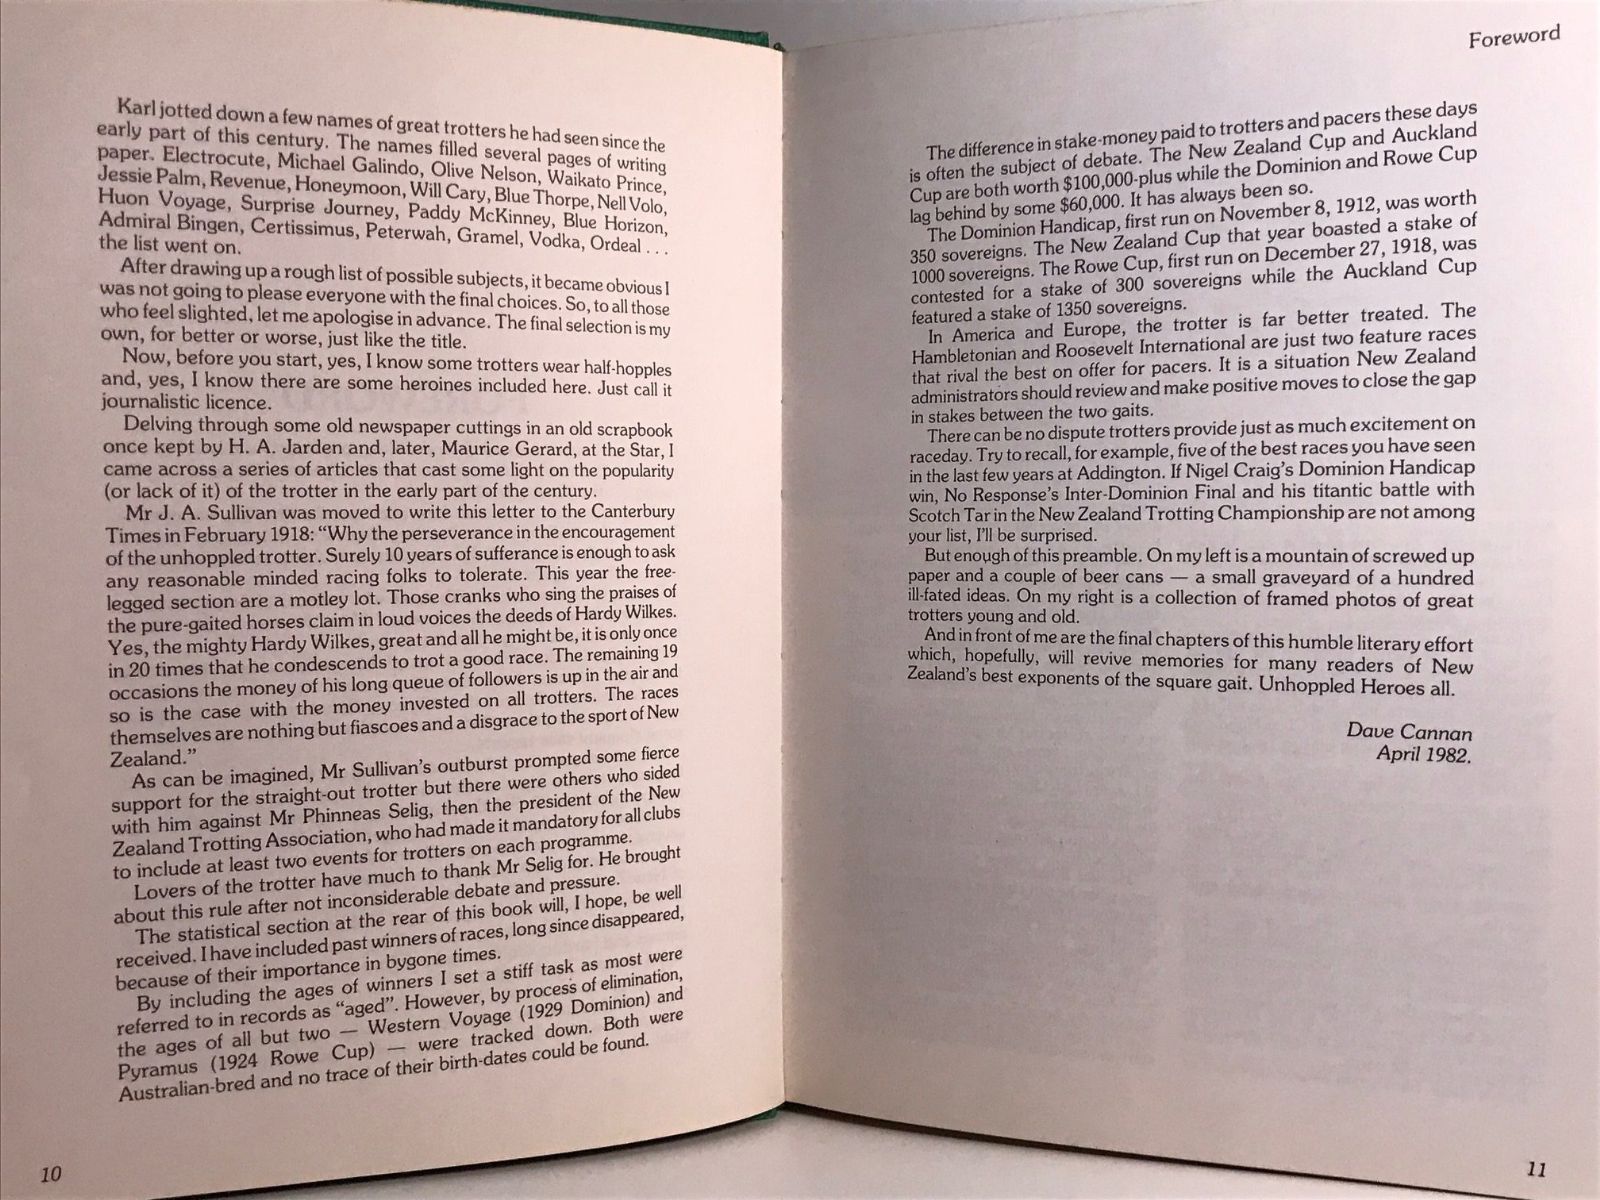 Karl jotted down a few names of great trotters he had seen since the
early part of this century. The names filled several pages of writing
paper. Electrocute, Michael Galindo, Olive Nelson, Waikato Prince,
Jessie Palm, Revenue, Honeymoon, Will Cary, Blue Thorpe, Nell Volo,
Huon Voyage, Surprise Journey, Paddy McKinney, Blue Horizon,
Admiral Bingen, Certissimus, Peterwah, Gramel, Vodka, Ordeal . . .
the list went on.
After drawing up a rough list of possible subjects, it became obvious I
was not going to please everyone with the final choices. So, to all those
who feel slighted, let me apologise in advance. The final selection is my
own, for better or worse, just like the title.
Now, before you start, yes, I know some trotters wear half-hopples
and, yes, I know there are some heroines included here. Just call it
journalistic licence.
Delving through some old newspaper cuttings in an old scrapbook
once kept by H. A. Jarden and, later, Maurice Gerard, at the Star, I
came across a series of articles that cast some light on the popularity
(or lack of it) of the trotter in the early part of the century.
Mr J. A. Sullivan was moved to write this letter to the Canterbury
Times in February 1918: “Why the perseverance in the encouragement
of the unhoppled trotter. Surely 10 years of sufferance is enough to ask
any reasonable minded racing folks to tolerate. This year the free-
legged section are a motley lot. Those cranks who sing the praises of
the pure-gaited horses claim in loud voices the deeds of Hardy Wilkes.
Yes, the mighty Hardy Wilkes, great and all he might be, it is only once
in 20 times that he condescends to trot a good race. The remaining 19
occasions the money of his long queue of followers is up in the air and
so is the case with the money invested on all trotters. The races
themselves are nothing but fiascoes and a disgrace to the sport of New
Zealand.”
As can be imagined, Mr Sullivan’s outburst prompted some fierce
support for the straight-out trotter but there were others who sided
with him against Mr Phinneas Selig, then the president of the New
Zealand Trotting Association, who had made it mandatory for all clubs
to include at least two events for trotters on each programme.
Lovers of the trotter have much to thank Mr Selig for. He brought
about this rule after not inconsiderable debate and pressure.
The statistical section at the rear of this book will, I hope, be well
received. I have included past winners of races, long since disappeared,
because of their importance in bygone times.
By including the ages of winners I set a stiff task as most were
referred to in records as “aged”. However, by process of elimination,
the ages of all but two — Western Voyage (1929 Dominion) and
Pyramus (1924 Rowe Cup) — were tracked down. Both were
Australian-bred and no trace of their birth-dates could be found.
10
Foreword
The difference in stake-money paid to trotters and pacers these days
is often the subject of debate. The New Zealand Cup and Auckland
Cup are both worth $100,000-plus while the Dominion and Rowe Cup
lag behind by some $60,000. It has always been so.
The Dominion Handicap, first run on November 8, 1912, was worth
350 sovereigns. The New Zealand Cup that year boasted a stake of
1000 sovereigns. The Rowe Cup, first run on December 27, 1918, was
contested for a stake of 300 sovereigns while the Auckland Cup
featured a stake of 1350 sovereigns.
In America and Europe, the trotter is far better treated. The
Hambletonian and Roosevelt International are just two feature races
that rival the best on offer for pacers. It is a situation New Zealand
administrators should review and make positive moves to close the gap
in stakes between the two gaits.
There can be no dispute trotters provide just as much excitement on
raceday. Try to recall, for example, five of the best races you have seen
in the last few years at Addington. If Nigel Craig’s Dominion Handicap
win, No Response’s Inter-Dominion Final and his titantic battle with
Scotch Tar in the New Zealand Trotting Championship are not among
your list, I’ll be surprised.
But enough of this preamble. On my left is a mountain of screwed up
paper and a couple of beer cans — a small graveyard of a hundred
ill-fated ideas. On my right is a collection of framed photos of great
trotters young and old.
And in front of me are the final chapters of this humble literary effort
which, hopefully, will revive memories for many readers of New
Zealand’s best exponents of the square gait. Unhoppled Heroes all.
Dave Cannan
April 1982.
11